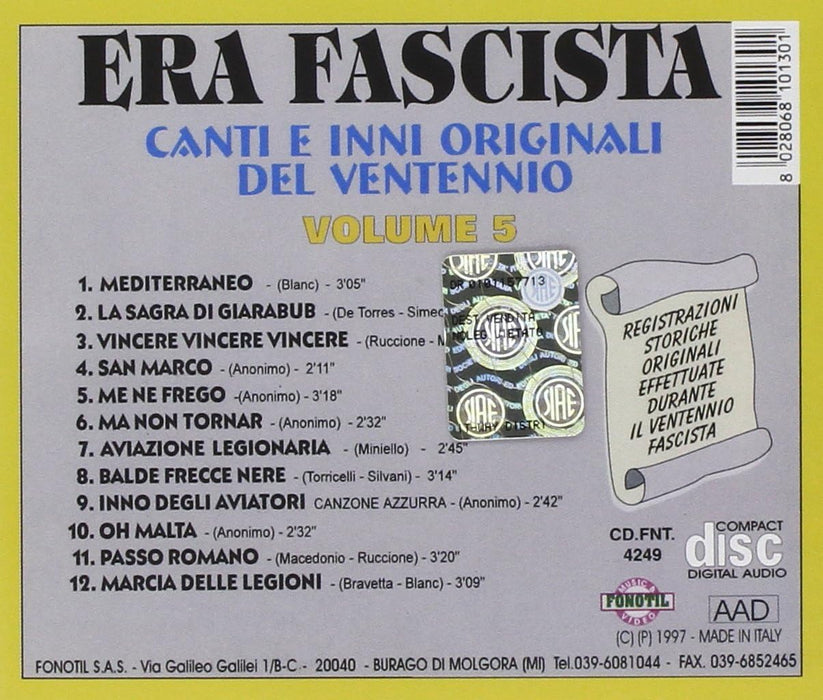 ERA FASCISTA
CANTI E INNI ORIGINALI
DEL VENTENNIO
VOLUME 5
8 028068 101301
1. MEDITERRANEO - (Blanc) - 3'05"
2. LA SAGRA DI GIARABUB - (De Torres - Simec
3. VINCERE VINCERE VINCERE - (Ruccione - M
4. SAN MARCO - (Anonimo) - 2'11"
5. ME NE FREGO - (Anonimo) - 3'18"
6. MA NON TORNAR - (Anonimo) - 2'32"
7. AVIAZIONE LEGIONARIA - (Miniello) - 2'45"
8. BALDE FRECCE NERE - (Torricelli - Silvani) - 3'14"
9. INNO DEGLI AVIATORI CANZONE AZZURRA - (Anonimo) - 2'42"
10. OH MALTA - (Anonimo) - 2'32"
11. PASSO ROMANO - (Macedonio - Ruccione) - 3'20"
12. MARCIA DELLE LEGIONI - (Bravetta - Blanc) - 3'09"
SIAE
DEST. VENDITA
SIAE
SIAE
REGISTRAZIONI
STORICHE
ORIGINALI
EFFETTUATE
DURANTE
IL VENTENNIO
FASCISTA
CD.FNT.
4249
COMPACT
disc
DIGITAL AUDIO
MUSIC &
FONOTIL
VIDEO
AAD
(C) (P) 1997 - MADE IN ITALY
FONOTIL S.A.S. - Via Galileo Galilei 1/B-C - 20040 - BURAGO DI MOLGORA (MI) Tel.039-6081044 - FAX. 039-6852465